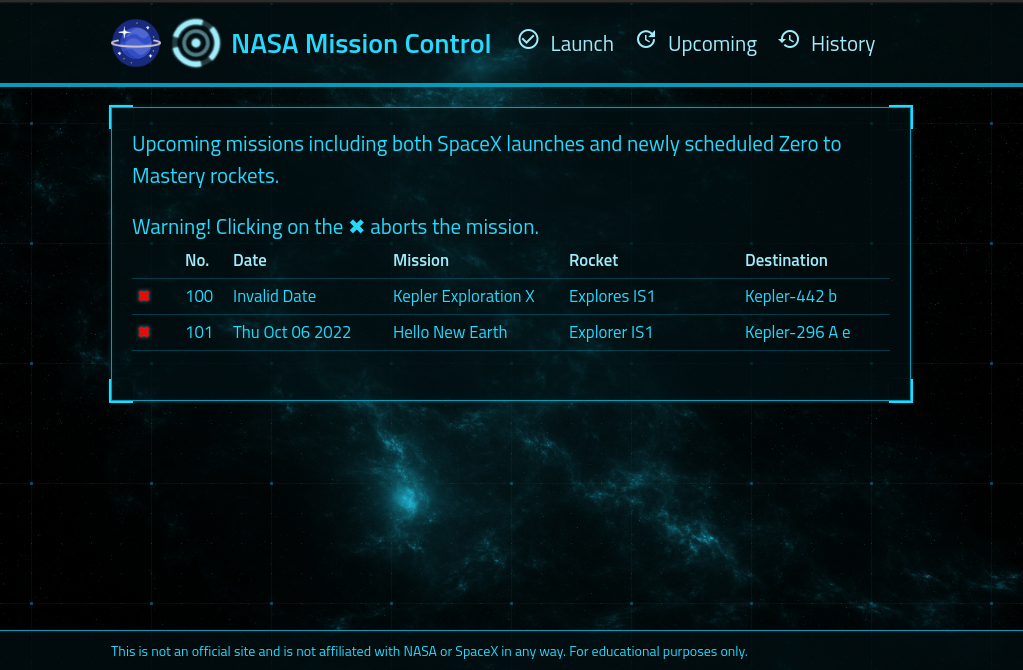 NASA Mission Control Launch Upcoming History
Upcoming missions including both SpaceX launches and newly scheduled Zero to
Mastery rockets.
Warning! Clicking on the ✖ aborts the mission.
No. Date Mission Rocket Destination
✖ 100 Invalid Date Kepler Exploration X Explores IS1 Kepler-442 b
✖ 101 Thu Oct 06 2022 Hello New Earth Explorer IS1 Kepler-296 A e
This is not an official site and is not affiliated with NASA or SpaceX in any way. For educational purposes only.